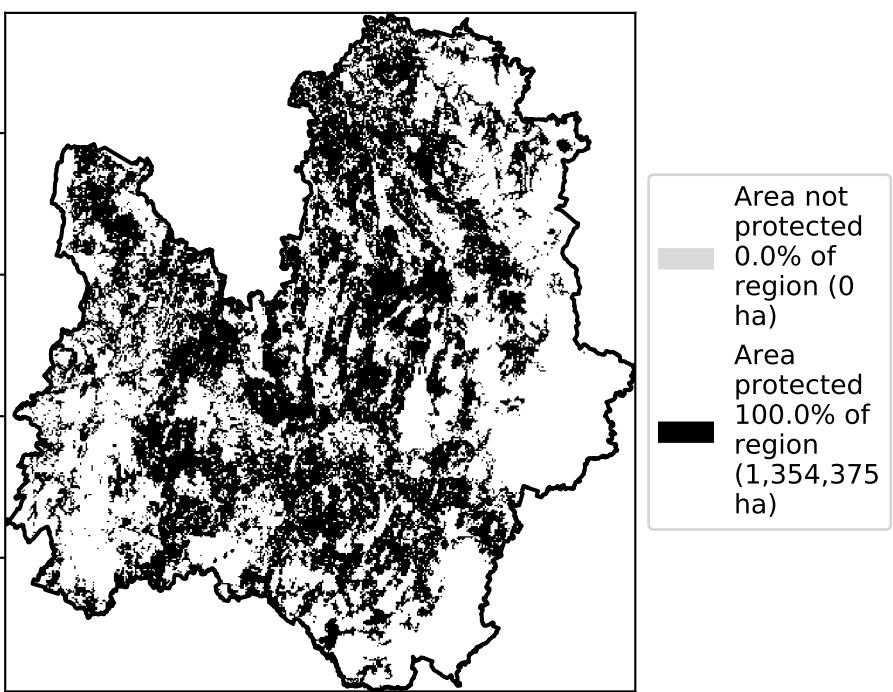 Area not
protected
0.0% of
region (0
ha)
Area
protected
100.0% of
region
(1,354,375
ha)